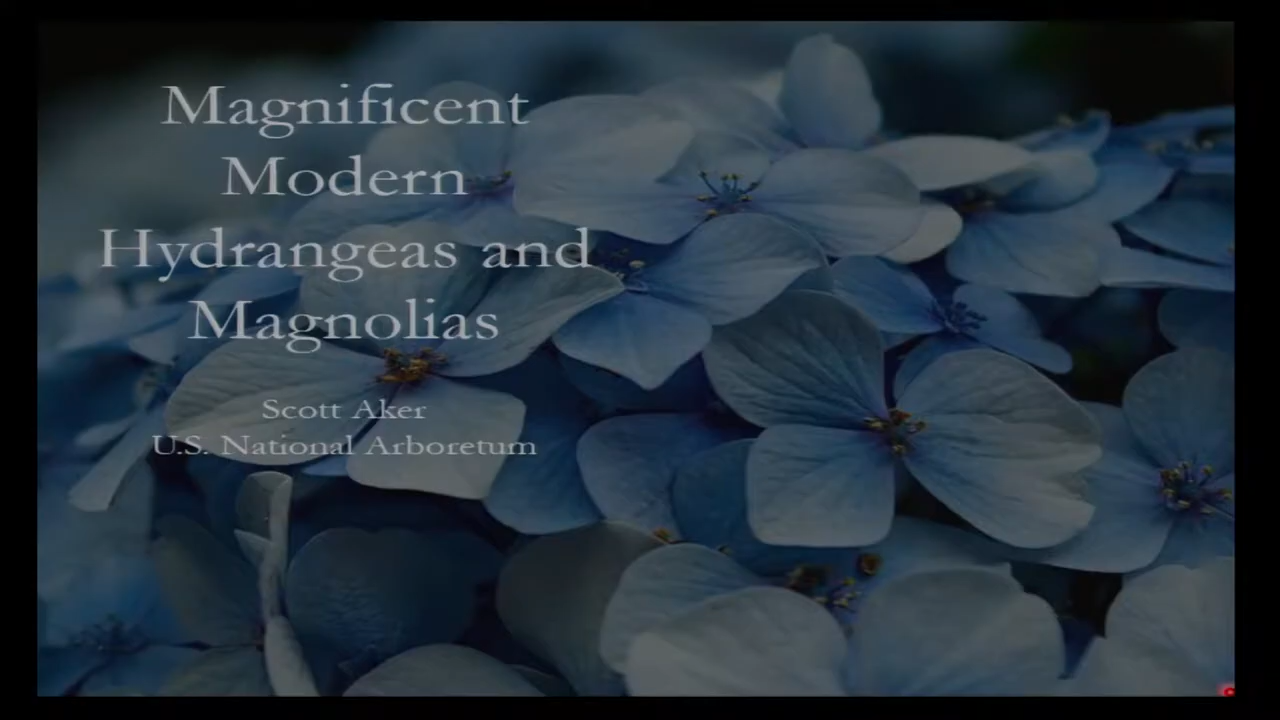 Magnificent
Modern
Hydrangeas and
Magnolias
Scott Aker
U.S. National Arboretum